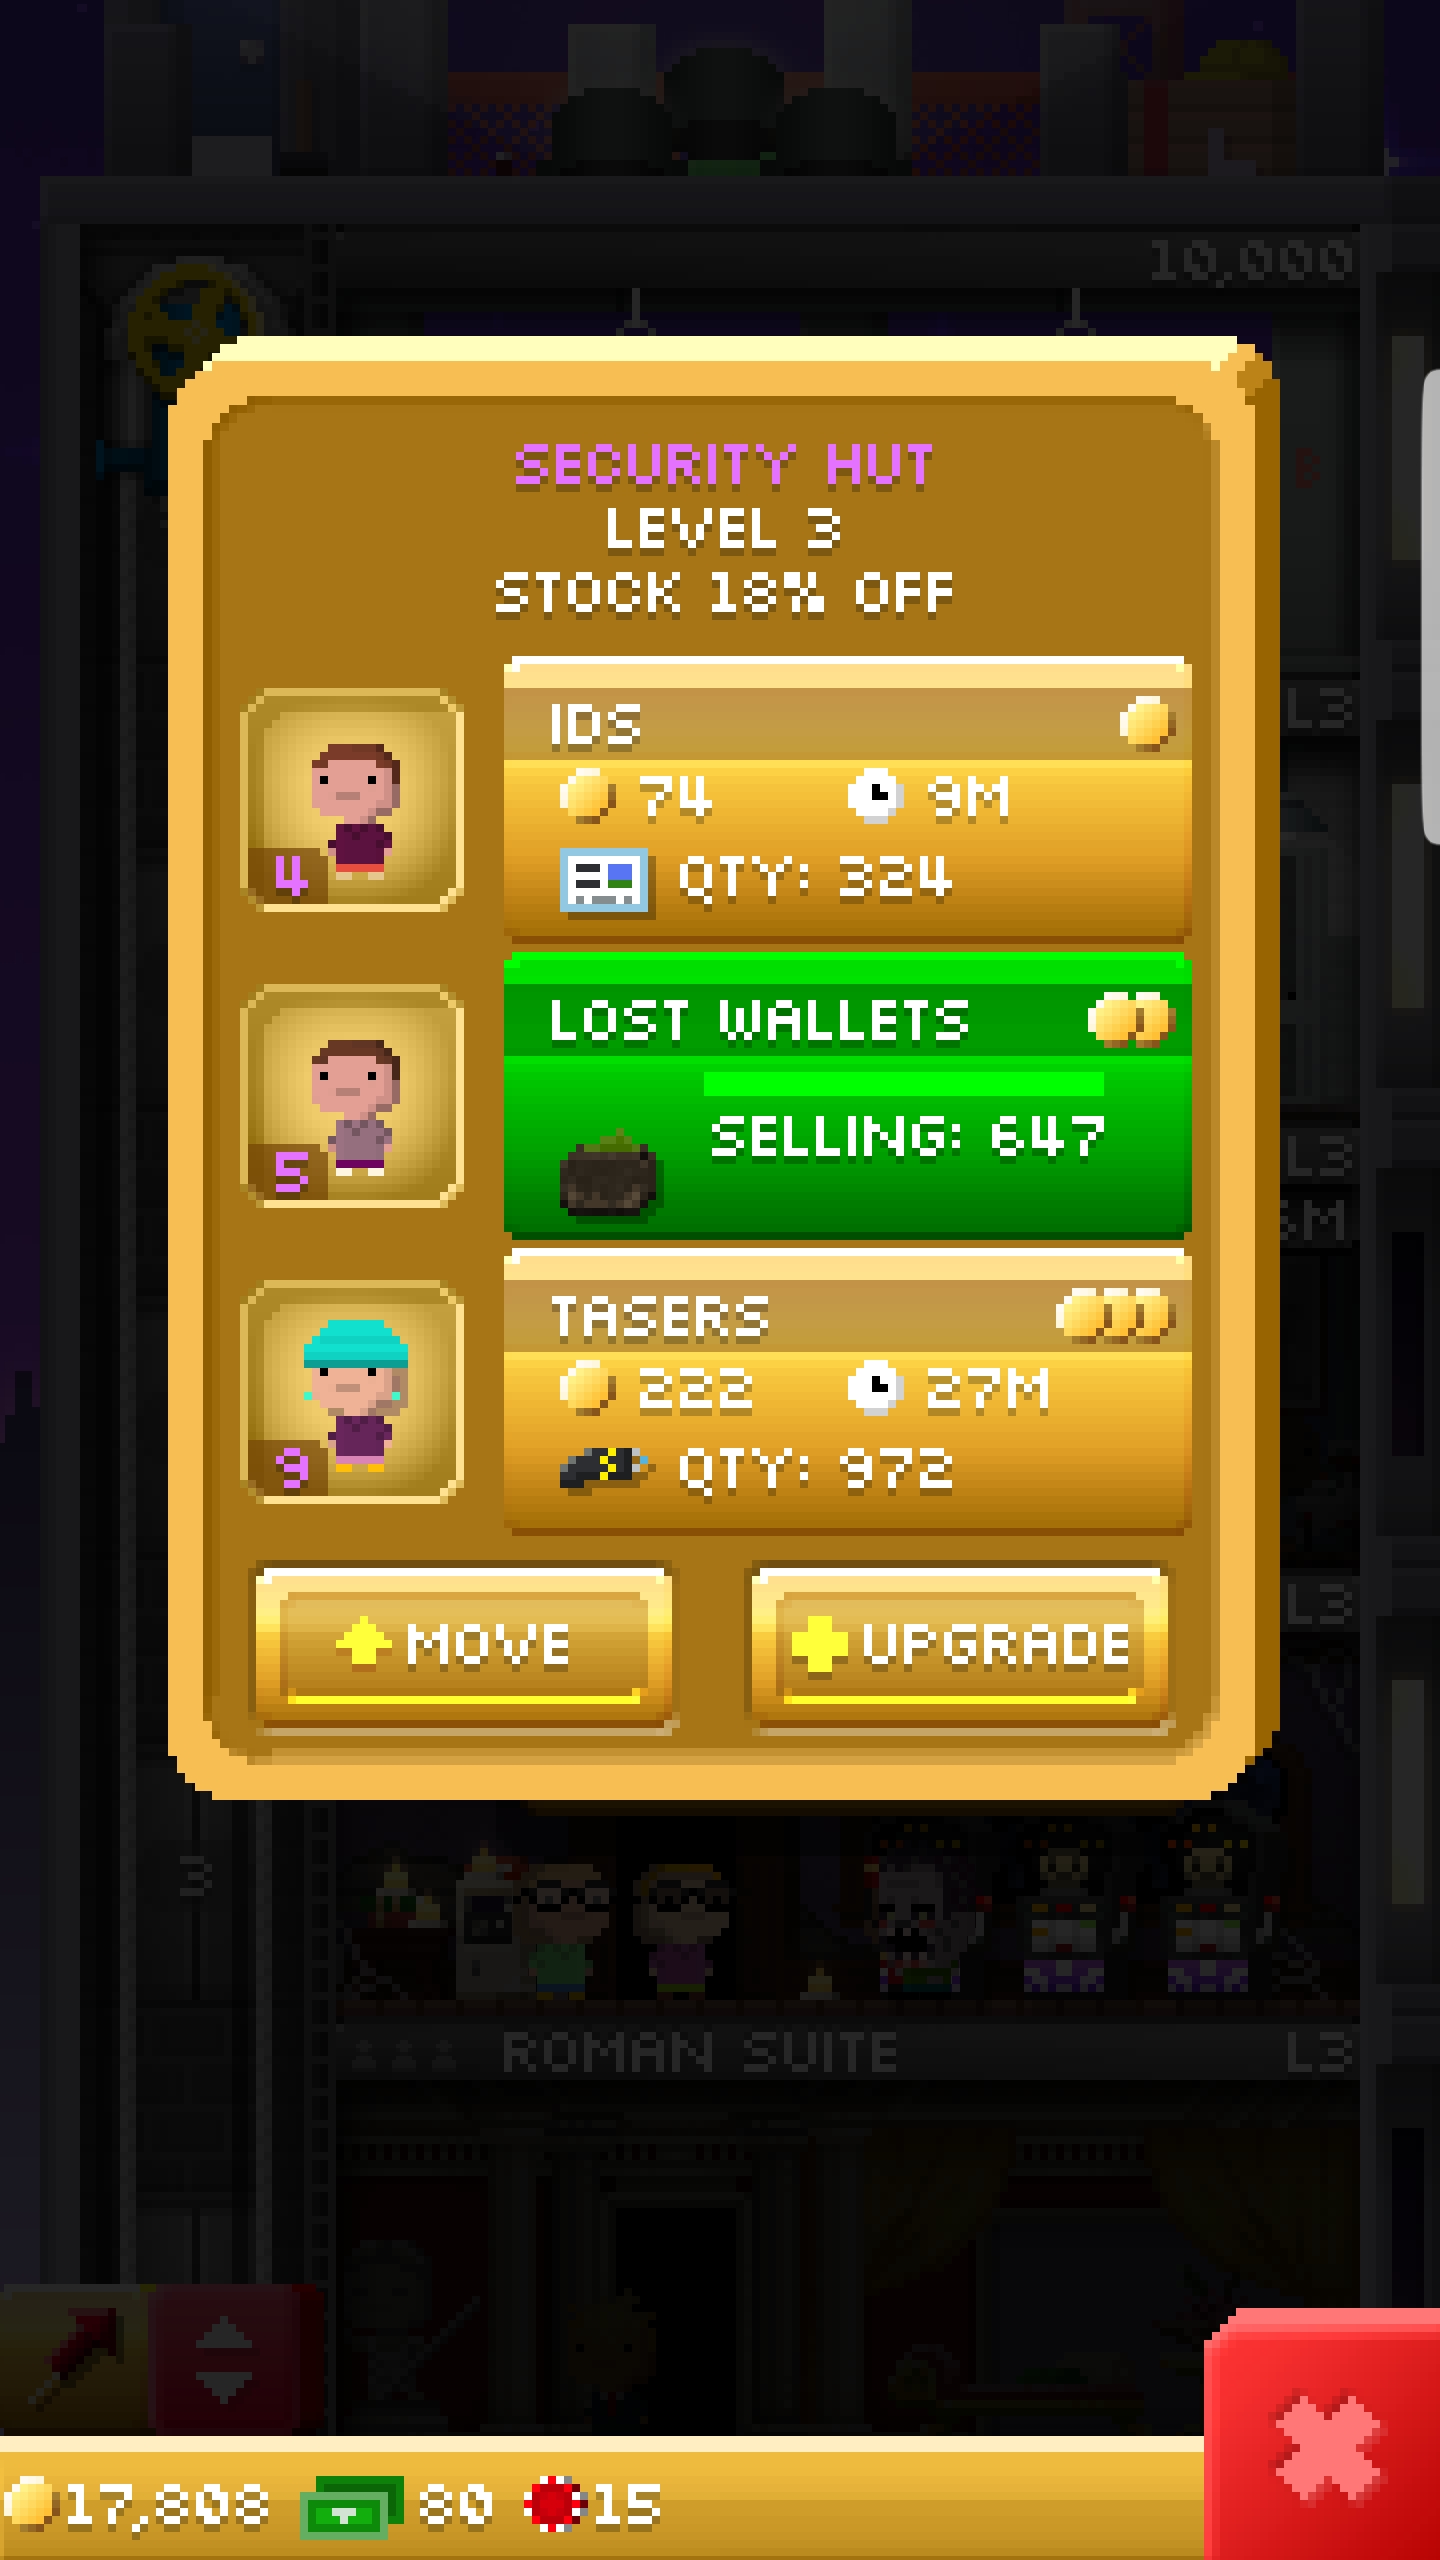 10,000
SECURITY HUT
LEVEL 3
STOCK 18% OFF
IDS
L3
74 9M
4
QTY: 324
LOST WALLETS
SELLING: 647
L3
5
TASERS
222 27M
9
QTY: 972
L3
MOVE UPGRADE
3
ROMAN SUITE L3
17,808 80 15